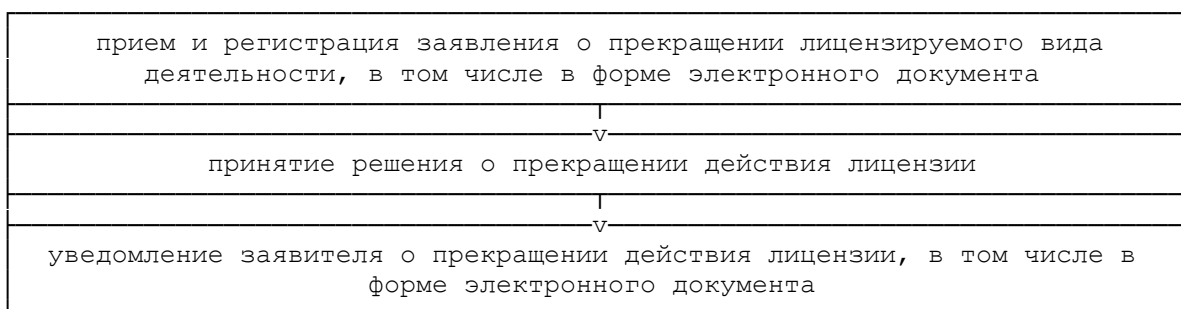 прием и регистрация заявления о прекращении лицензируемого вида
деятельности, в том числе в форме электронного документа
v
принятие решения о прекращении действия лицензии
v
уведомление заявителя о прекращении действия лицензии, в том числе в
форме электронного документа